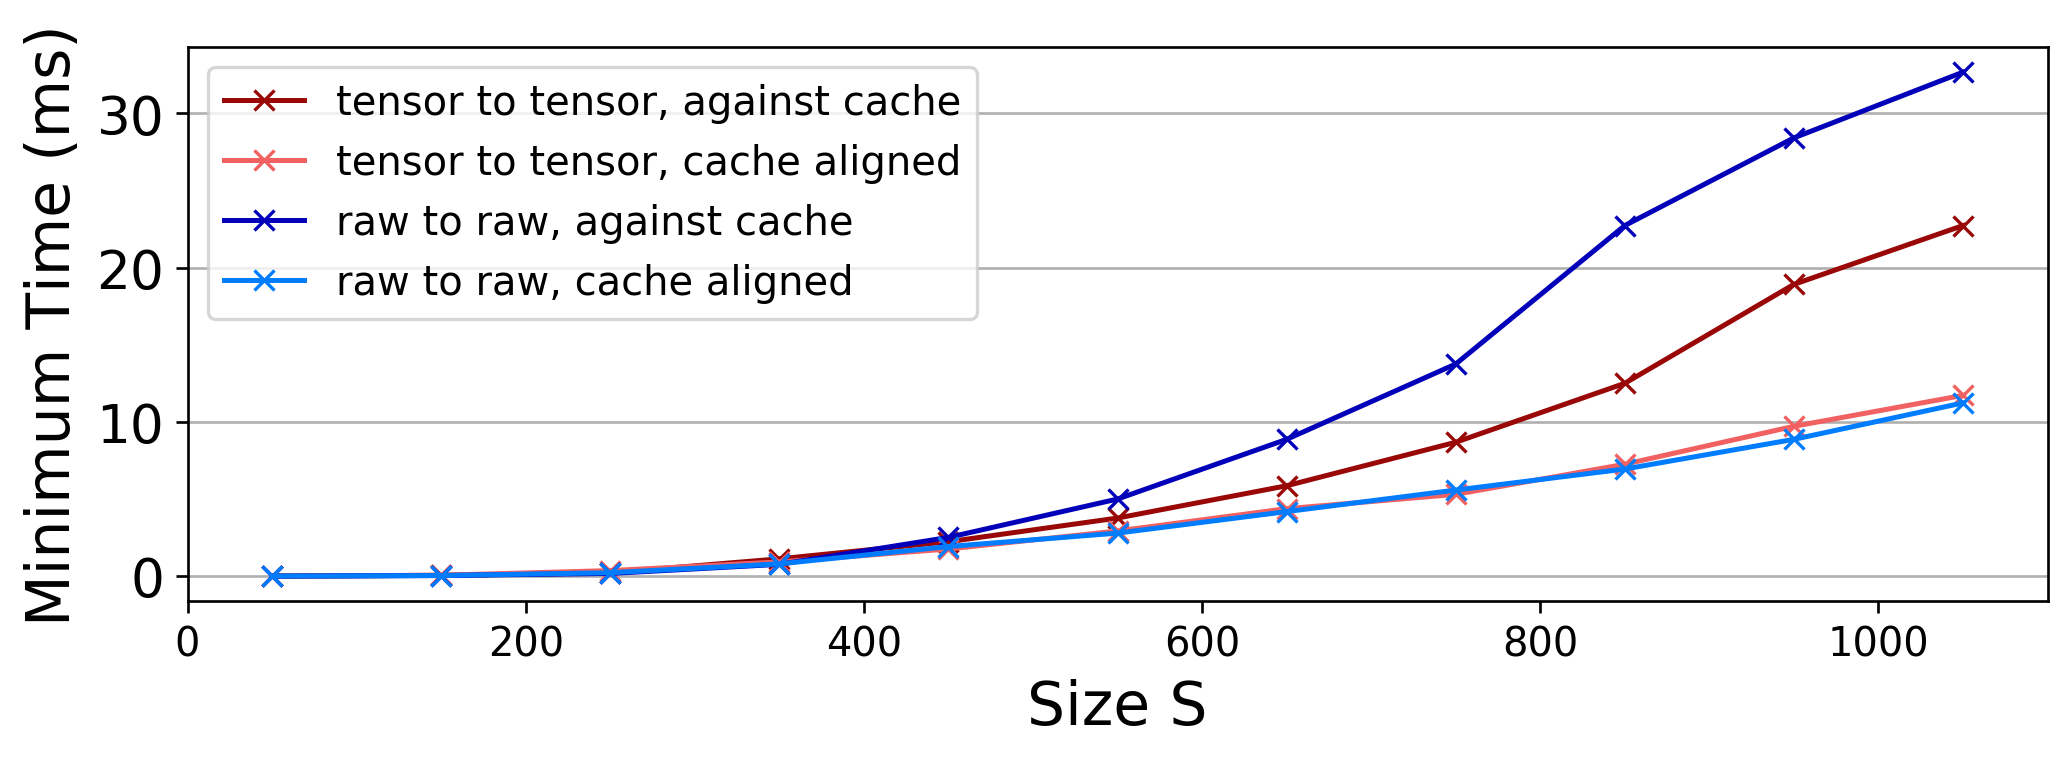 Minimum Time (ms)
30
20
10
0
tensor to tensor, against cache
tensor to tensor, cache aligned
raw to raw, against cache
raw to raw, cache aligned
0 200 400 600 800 1000
Size S